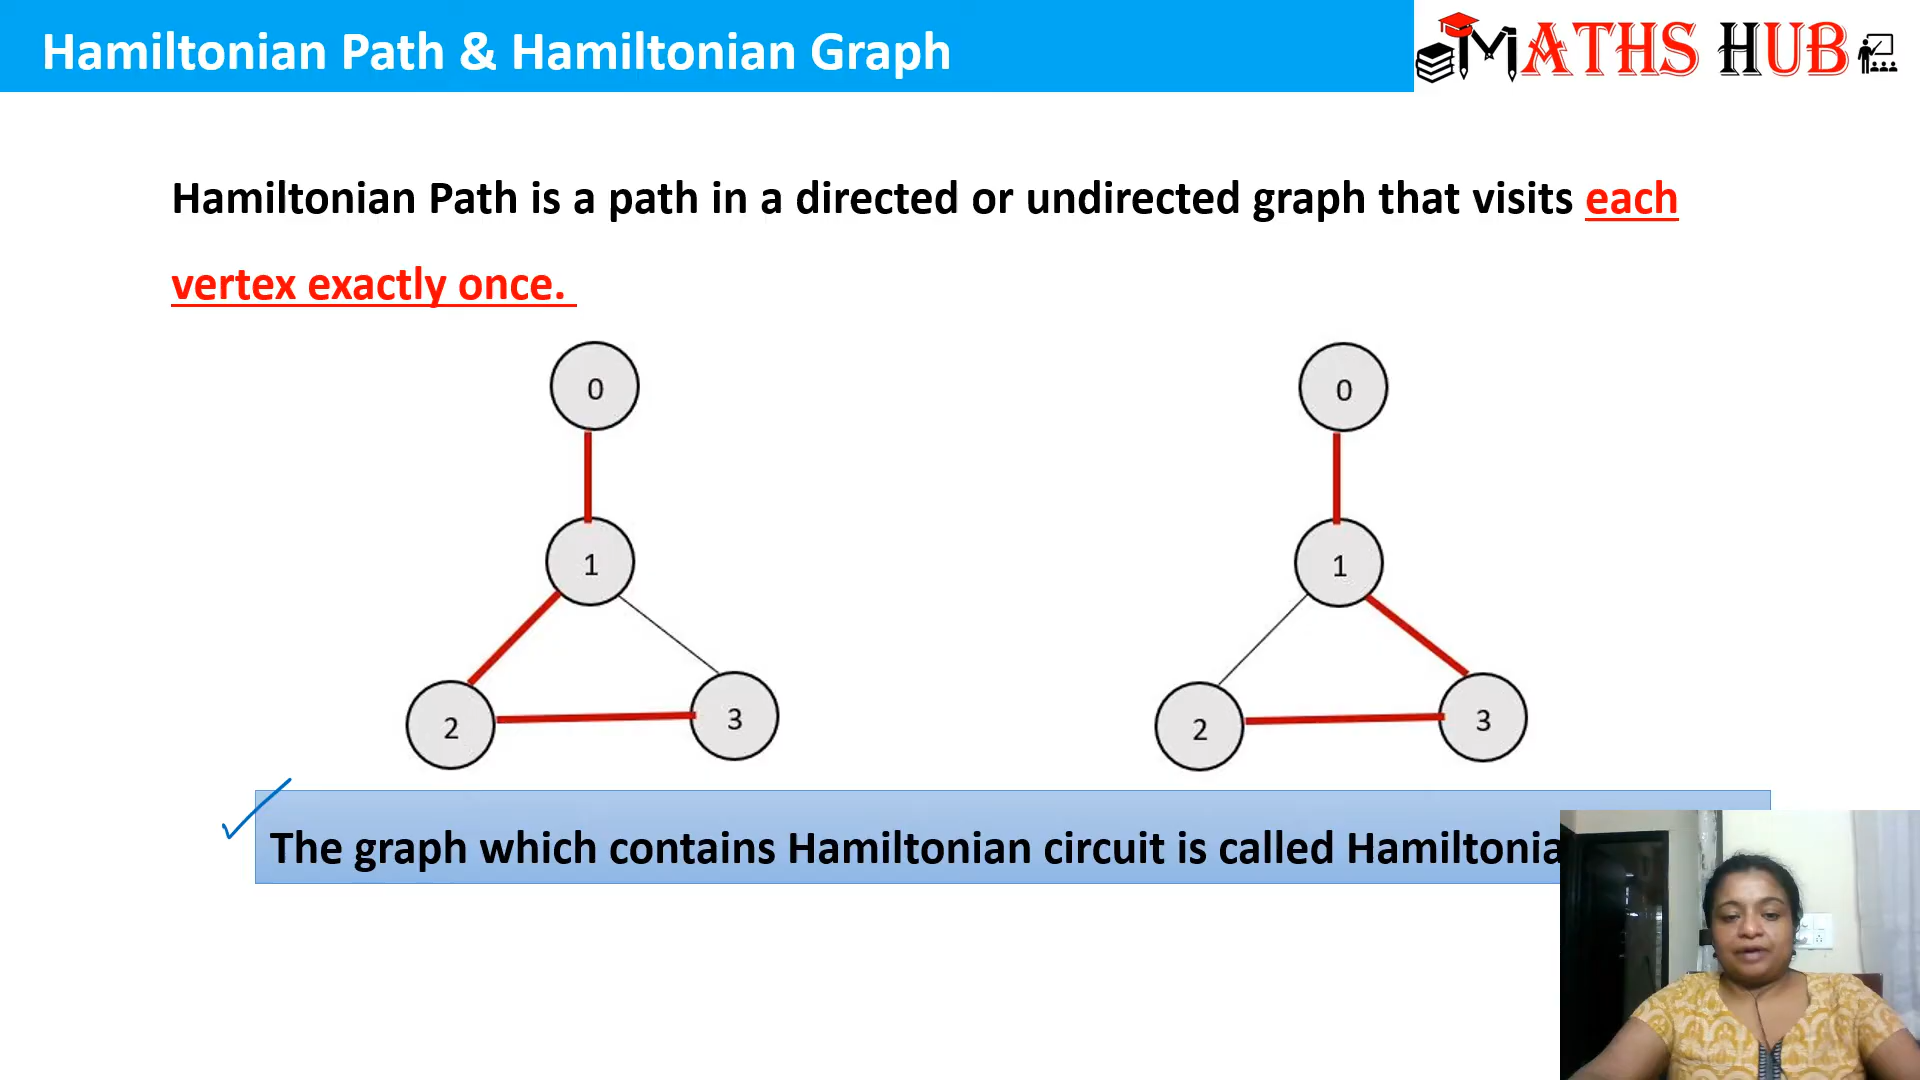 Hamiltonian Path & Hamiltonian Graph
MATHS HUB
Hamiltonian Path is a path in a directed or undirected graph that visits each
vertex exactly once.
0
0
1
1
2
3
2
3
The graph which contains Hamiltonian circuit is called